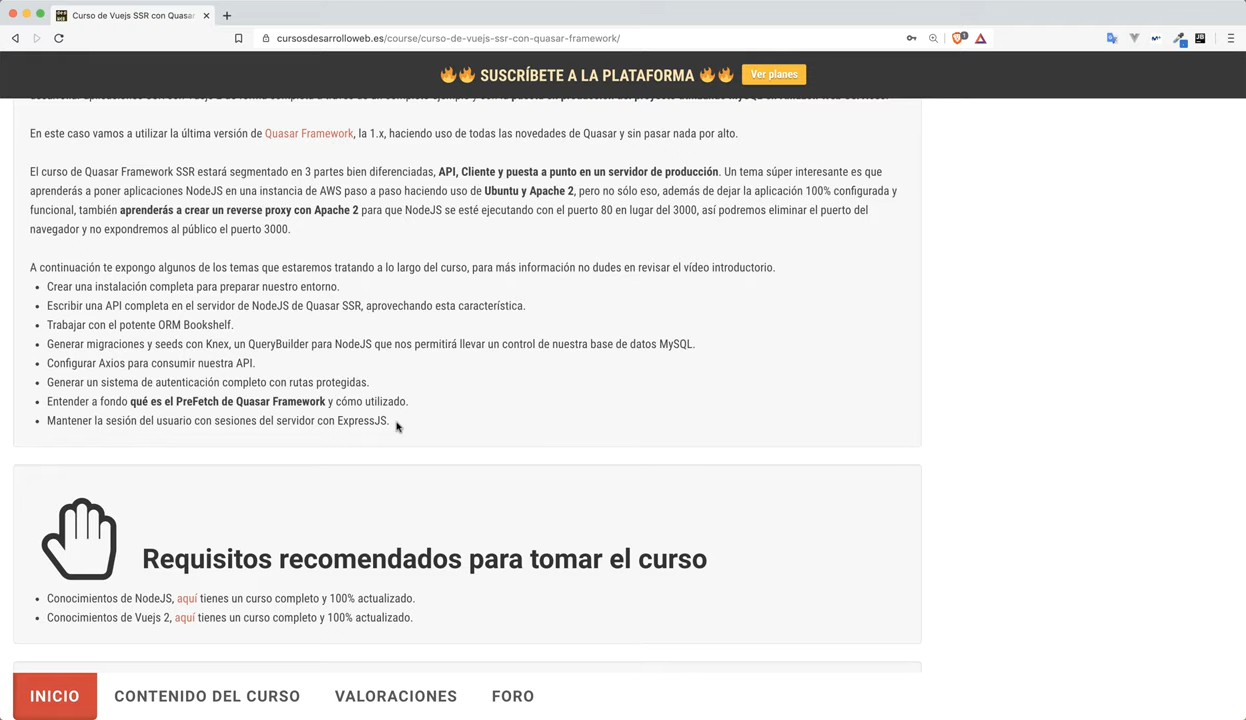 Curso de Vuejs SSR con Quasar
cursosdesarrolloweb.es/course/curso-de-vuejs-ssr-con-quasar-framework/
🔥🔥 SUSCRÍBETE A LA PLATAFORMA 🔥🔥 Ver planes
En este caso vamos a utilizar la última versión de Quasar Framework, la 1.x, haciendo uso de todas las novedades de Quasar y sin pasar nada por alto.
El curso de Quasar Framework SSR estará segmentado en 3 partes bien diferenciadas, API, Cliente y puesta a punto en un servidor de producción. Un tema súper interesante es que
aprenderás a poner aplicaciones NodeJS en una instancia de AWS paso a paso haciendo uso de Ubuntu y Apache 2, pero no sólo eso, además de dejar la aplicación 100% configurada y
funcional, también aprenderás a crear un reverse proxy con Apache 2 para que NodeJS se esté ejecutando con el puerto 80 en lugar del 3000, así podremos eliminar el puerto del
navegador y no expondremos al público el puerto 3000.
A continuación te expongo algunos de los temas que estaremos tratando a lo largo del curso, para más información no dudes en revisar el vídeo introductorio.
• Crear una instalación completa para preparar nuestro entorno.
• Escribir una API completa en el servidor de NodeJS de Quasar SSR, aprovechando esta característica.
• Trabajar con el potente ORM Bookshelf.
• Generar migraciones y seeds con Knex, un QueryBuilder para NodeJS que nos permitirá llevar un control de nuestra base de datos MySQL.
• Configurar Axios para consumir nuestra API.
• Generar un sistema de autenticación completo con rutas protegidas.
• Entender a fondo qué es el PreFetch de Quasar Framework y cómo utilizado.
• Mantener la sesión del usuario con sesiones del servidor con ExpressJS.
Requisitos recomendados para tomar el curso
• Conocimientos de NodeJS, aquí tienes un curso completo y 100% actualizado.
• Conocimientos de Vuejs 2, aquí tienes un curso completo y 100% actualizado.
INICIO CONTENIDO DEL CURSO VALORACIONES FORO